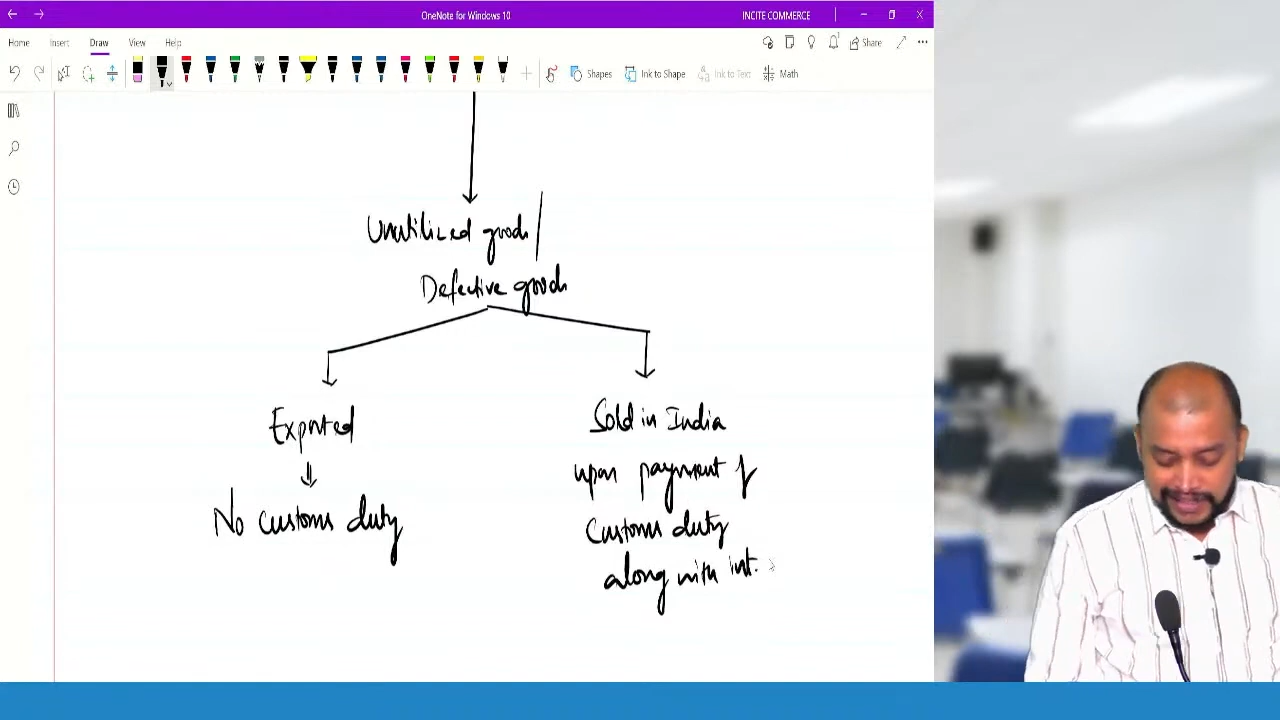 OneNote for Windows 10
INCITE COMMERCE
Home Insert Draw View Help
Share
Shapes Ink to Shape Ink to Text Math
Unutilized goods/
Defective goods
Exported
No customs duty
Sold in India
upon payment of
Customs duty
along with int.